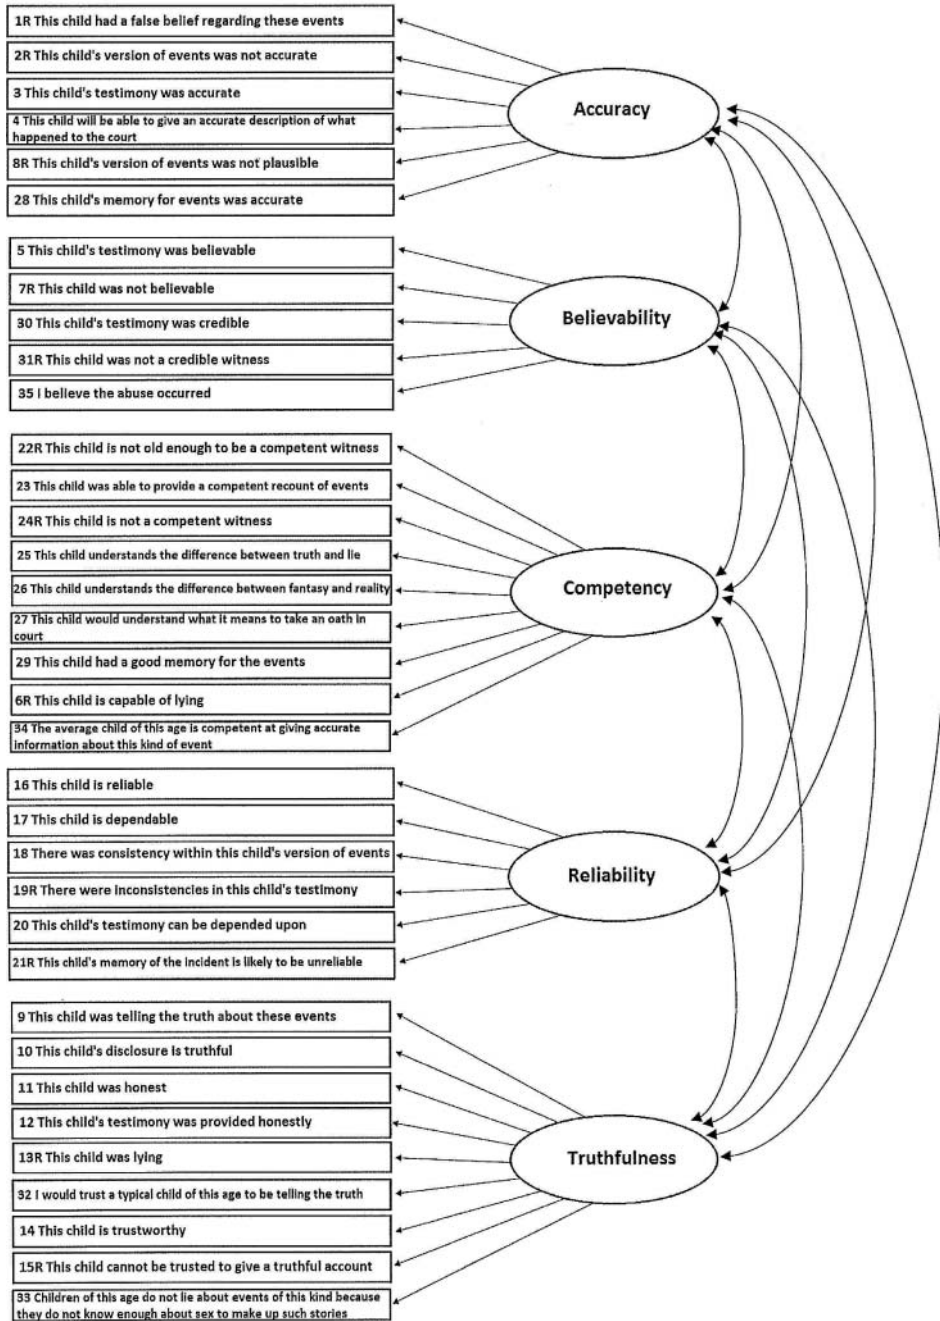 1R This child had a false belief regarding these events
2R This child's version of events was not accurate
3 This child's testimony was accurate
4 This child will be able to give an accurate description of what
happened to the court
8R This child's version of events was not plausible
28 This child's memory for events was accurate
Accuracy
5 This child's testimony was believable
7R This child was not believable
30 This child's testimony was credible
31R This child was not a credible witness
35 I believe the abuse occurred
Believability
22R This child is not old enough to be a competent witness
23 This child was able to provide a competent recount of events
24R This child is not a competent witness
25 This child understands the difference between truth and lie
26 This child understands the difference between fantasy and reality
27 This child would understand what it means to take an oath in
court
29 This child had a good memory for the events
6R This child is capable of lying
34 The average child of this age is competent at giving accurate
information about this kind of event
Competency
16 This child is reliable
17 This child is dependable
18 There was consistency within this child's version of events
19R There were inconsistencies in this child's testimony
20 This child's testimony can be depended upon
21R This child's memory of the incident is likely to be unreliable
Reliability
9 This child was telling the truth about these events
10 This child's disclosure is truthful
11 This child was honest
12 This child's testimony was provided honestly
13R This child was lying
32 I would trust a typical child of this age to be telling the truth
14 This child is trustworthy
15R This child cannot be trusted to give a truthful account
33 Children of this age do not lie about events of this kind because
they do not know enough about sex to make up such stories
Truthfulness